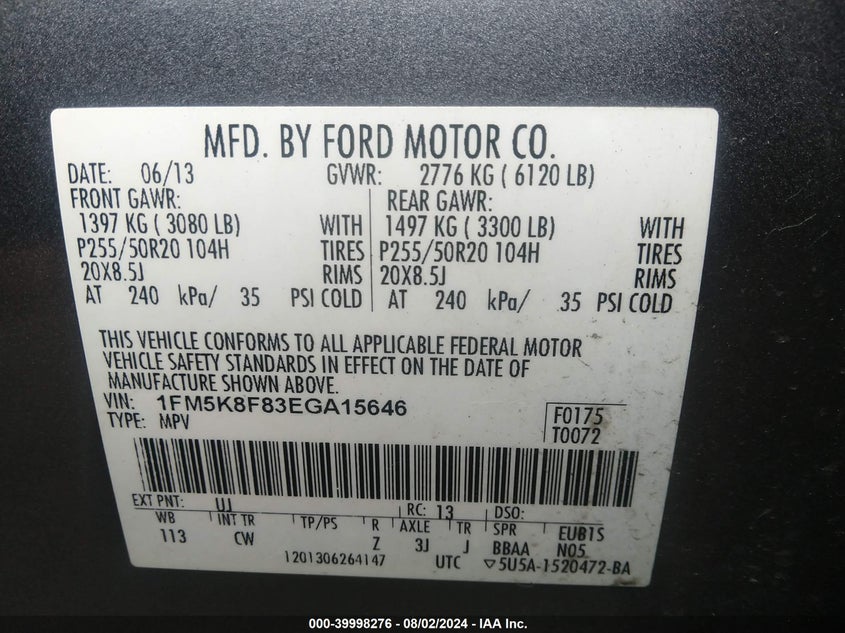 MFD. BY FORD MOTOR CO.
DATE: 06/13 GVWR: 2776 KG ( 6120 LB)
FRONT GAWR: REAR GAWR:
1397 KG ( 3080 LB) WITH 1497 KG ( 3300 LB) WITH
P255/50R20 104H TIRES P255/50R20 104H TIRES
20X8.5J RIMS 20X8.5J RIMS
AT 240 kPa/ 35 PSI COLD AT 240 kPa/ 35 PSI COLD
THIS VEHICLE CONFORMS TO ALL APPLICABLE FEDERAL MOTOR
VEHICLE SAFETY STANDARDS IN EFFECT ON THE DATE OF
MANUFACTURE SHOWN ABOVE.
VIN: 1FM5K8F83EGA15646 F0175
TYPE: MPV T0072
EXT PNT: UJ RC: 13 DSO:
WB INT TR TP/PS R AXLE TR SPR EUB1S
113 CW Z 3J J BBAA N05
1201306264147 UTC ▽5U5A-1520472-BA
000-39998276 - 08/02/2024 - IAA Inc.